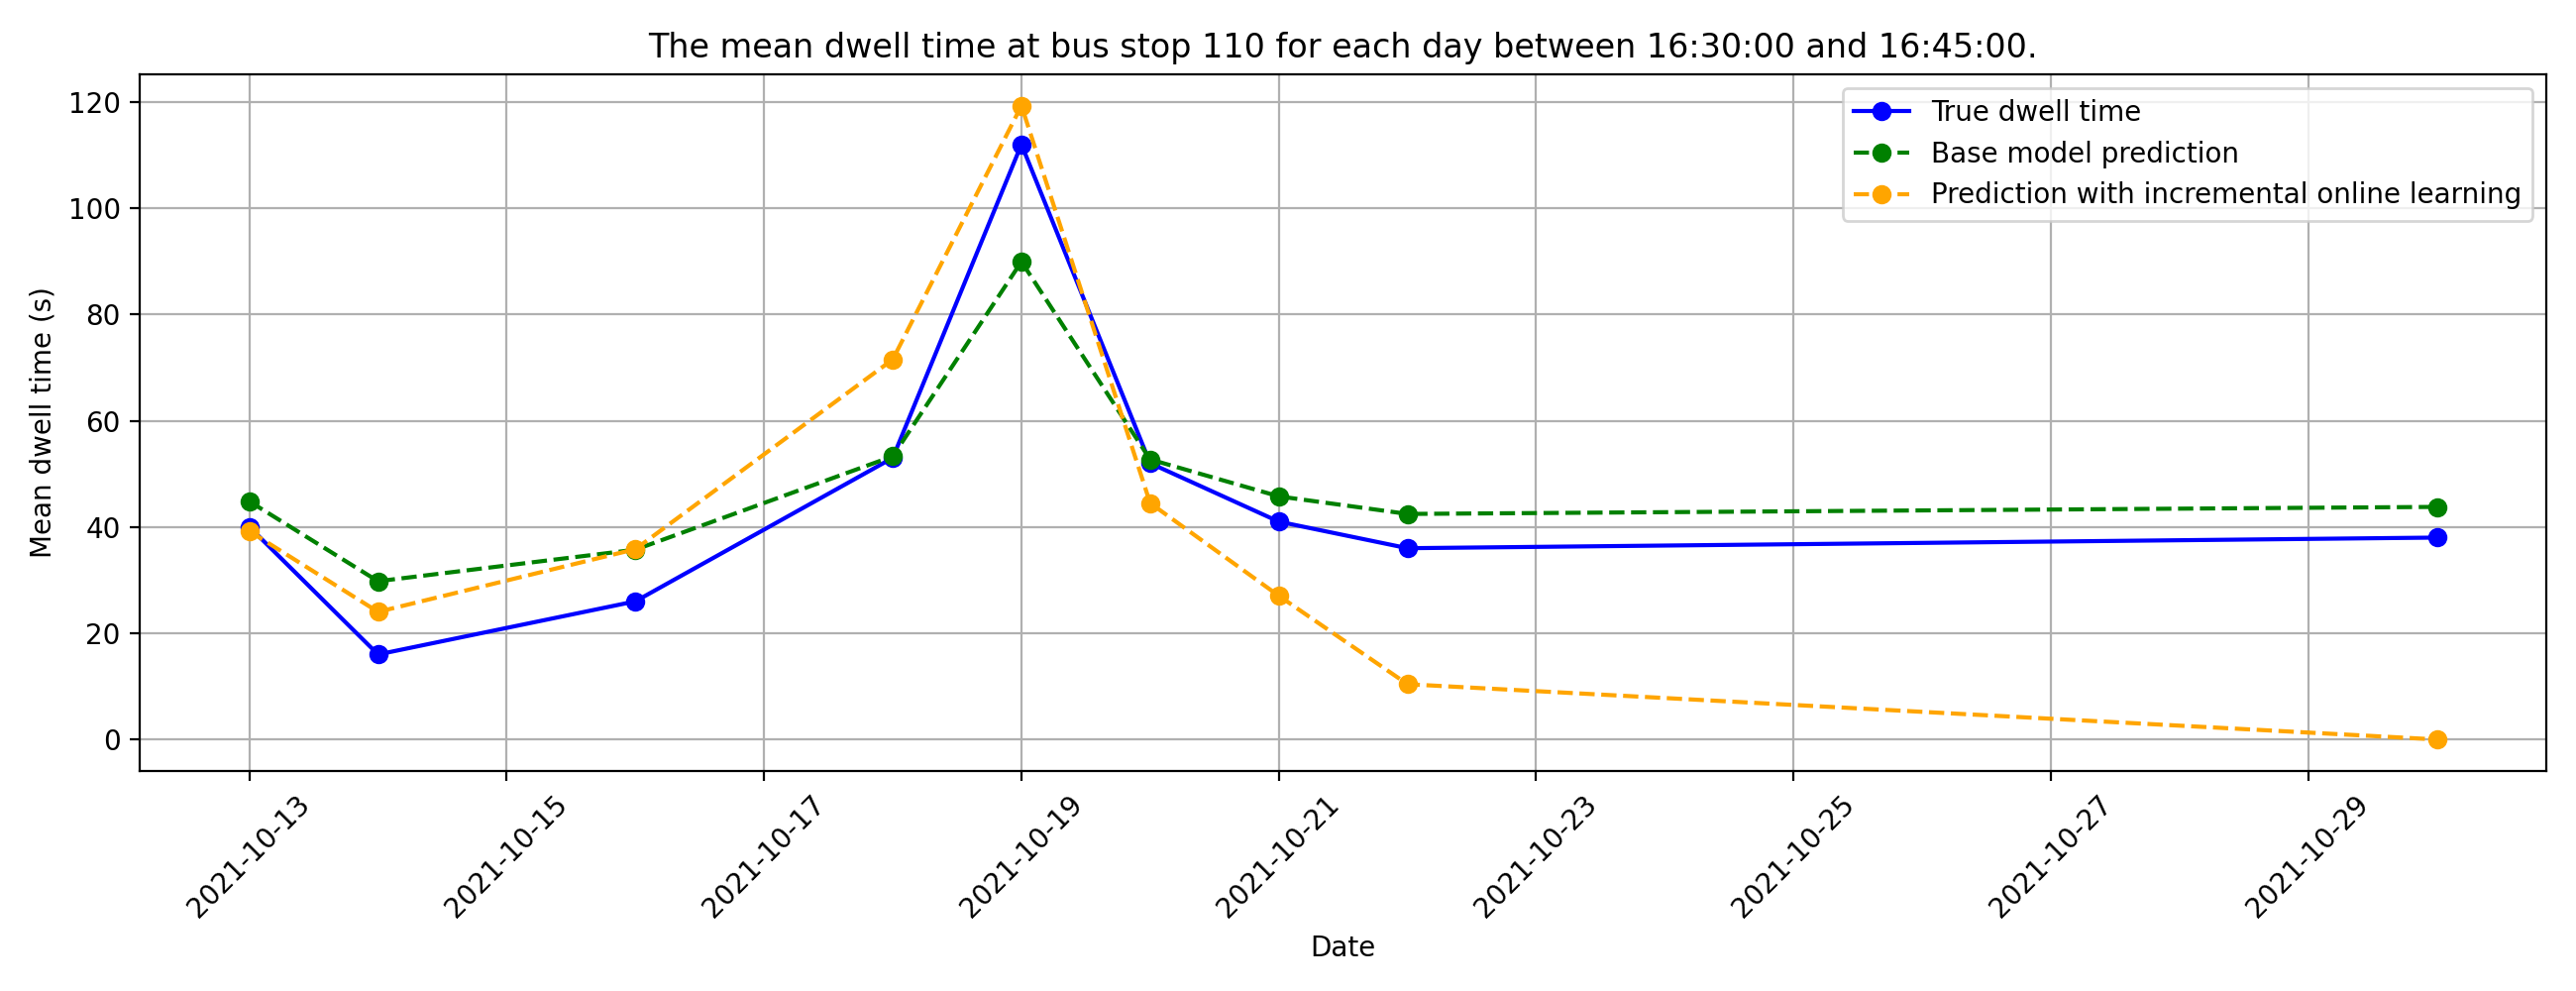 The mean dwell time at bus stop 110 for each day between 16:30:00 and 16:45:00.
True dwell time
Base model prediction
Prediction with incremental online learning
Mean dwell time (s)
120
100
80
60
40
20
0
2021-10-13
2021-10-15
2021-10-17
2021-10-19
2021-10-21
2021-10-23
2021-10-25
2021-10-27
2021-10-29
Date